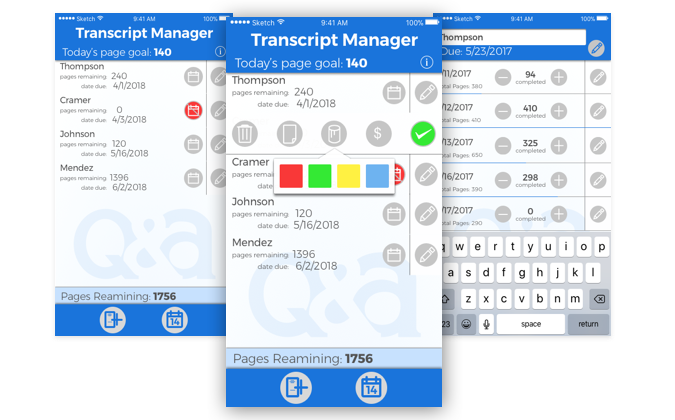 Sketch 9:41 AM 100%
Transcript Manager
Today's page goal: 140
Thompson
pages remaining: 240
date due: 4/1/2018
Cramer
pages remaining: 0
date due: 4/3/2018
Johnson
pages remaining: 120
date due: 5/16/2018
Mendez
pages remaining: 1396
date due: 6/2/2018
Q&a
Pages Reamining: 1756
14
Sketch 9:41 AM 100%
Transcript Manager
Today's page goal: 140
Thompson
pages remaining: 240
date due: 4/1/2018
$
Cramer
Johnson
pages remaining: 120
date due: 5/16/2018
Mendez
pages remaining: 1396
date due: 6/2/2018
Q&a
Pages Reamining: 1756
14
Sketch 9:41 AM 100%
Thompson
Due: 5/23/2017
/11/2017 94
Total Pages: 380 completed
/12/2017 410
Total Pages: 410 completed
/13/2017 325
Total Pages: 650 completed
/16/2017 298
Total Pages: 390 completed
/17/2017 0
Total Pages: 290 completed
q w e r t y u i o p
a s d f g h j k l
z x c v b n m
23 space return